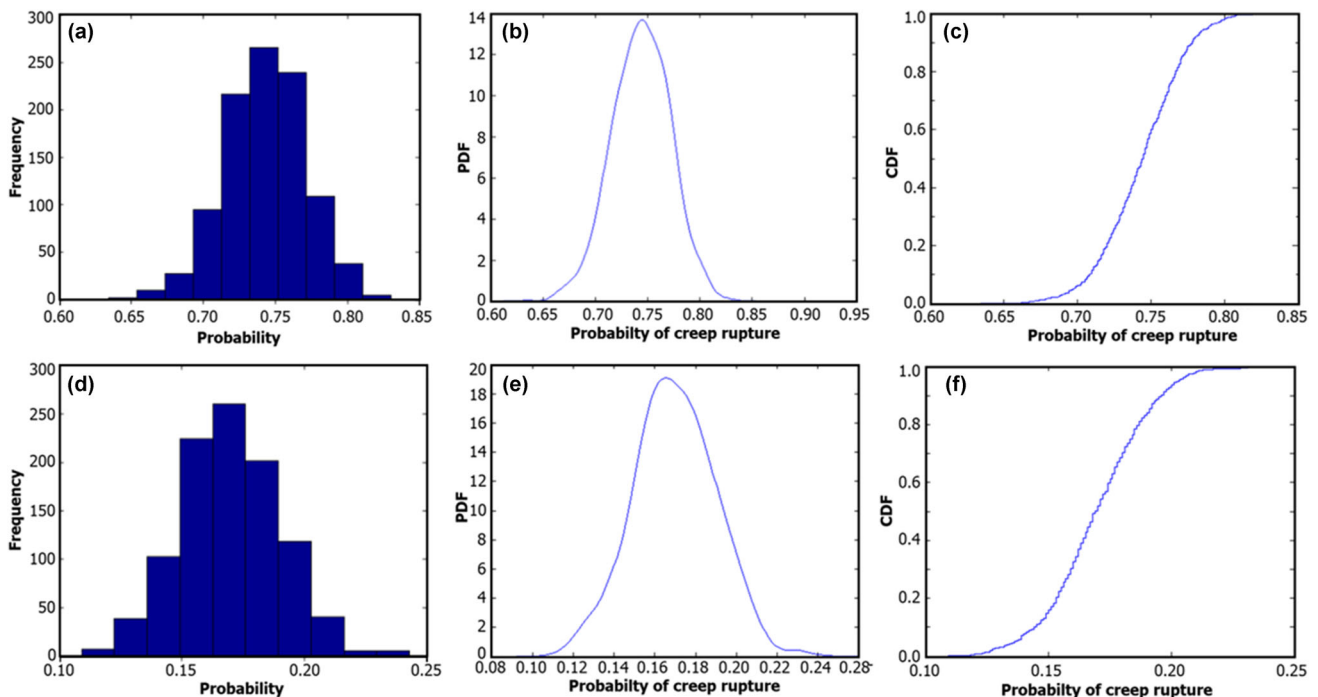 (a)
300
250
200
150
100
50
0
Frequency
0.60 0.65 0.70 0.75 0.80 0.85
Probability
(b)
14
12
10
8
6
4
2
0
PDF
0.60 0.65 0.70 0.75 0.80 0.85 0.90 0.95
Probabilty of creep rupture
(c)
1.0
0.8
0.6
0.4
0.2
0.0
CDF
0.60 0.65 0.70 0.75 0.80 0.85
Probabilty of creep rupture
(d)
300
250
200
150
100
50
0
Frequency
0.10 0.15 0.20 0.25
Probability
(e)
20
18
16
14
12
10
8
6
4
2
0
PDF
0.08 0.10 0.12 0.14 0.16 0.18 0.20 0.22 0.24 0.26 0.28
Probabilty of creep rupture
(f)
1.0
0.8
0.6
0.4
0.2
0.0
CDF
0.10 0.15 0.20 0.25
Probabilty of creep rupture